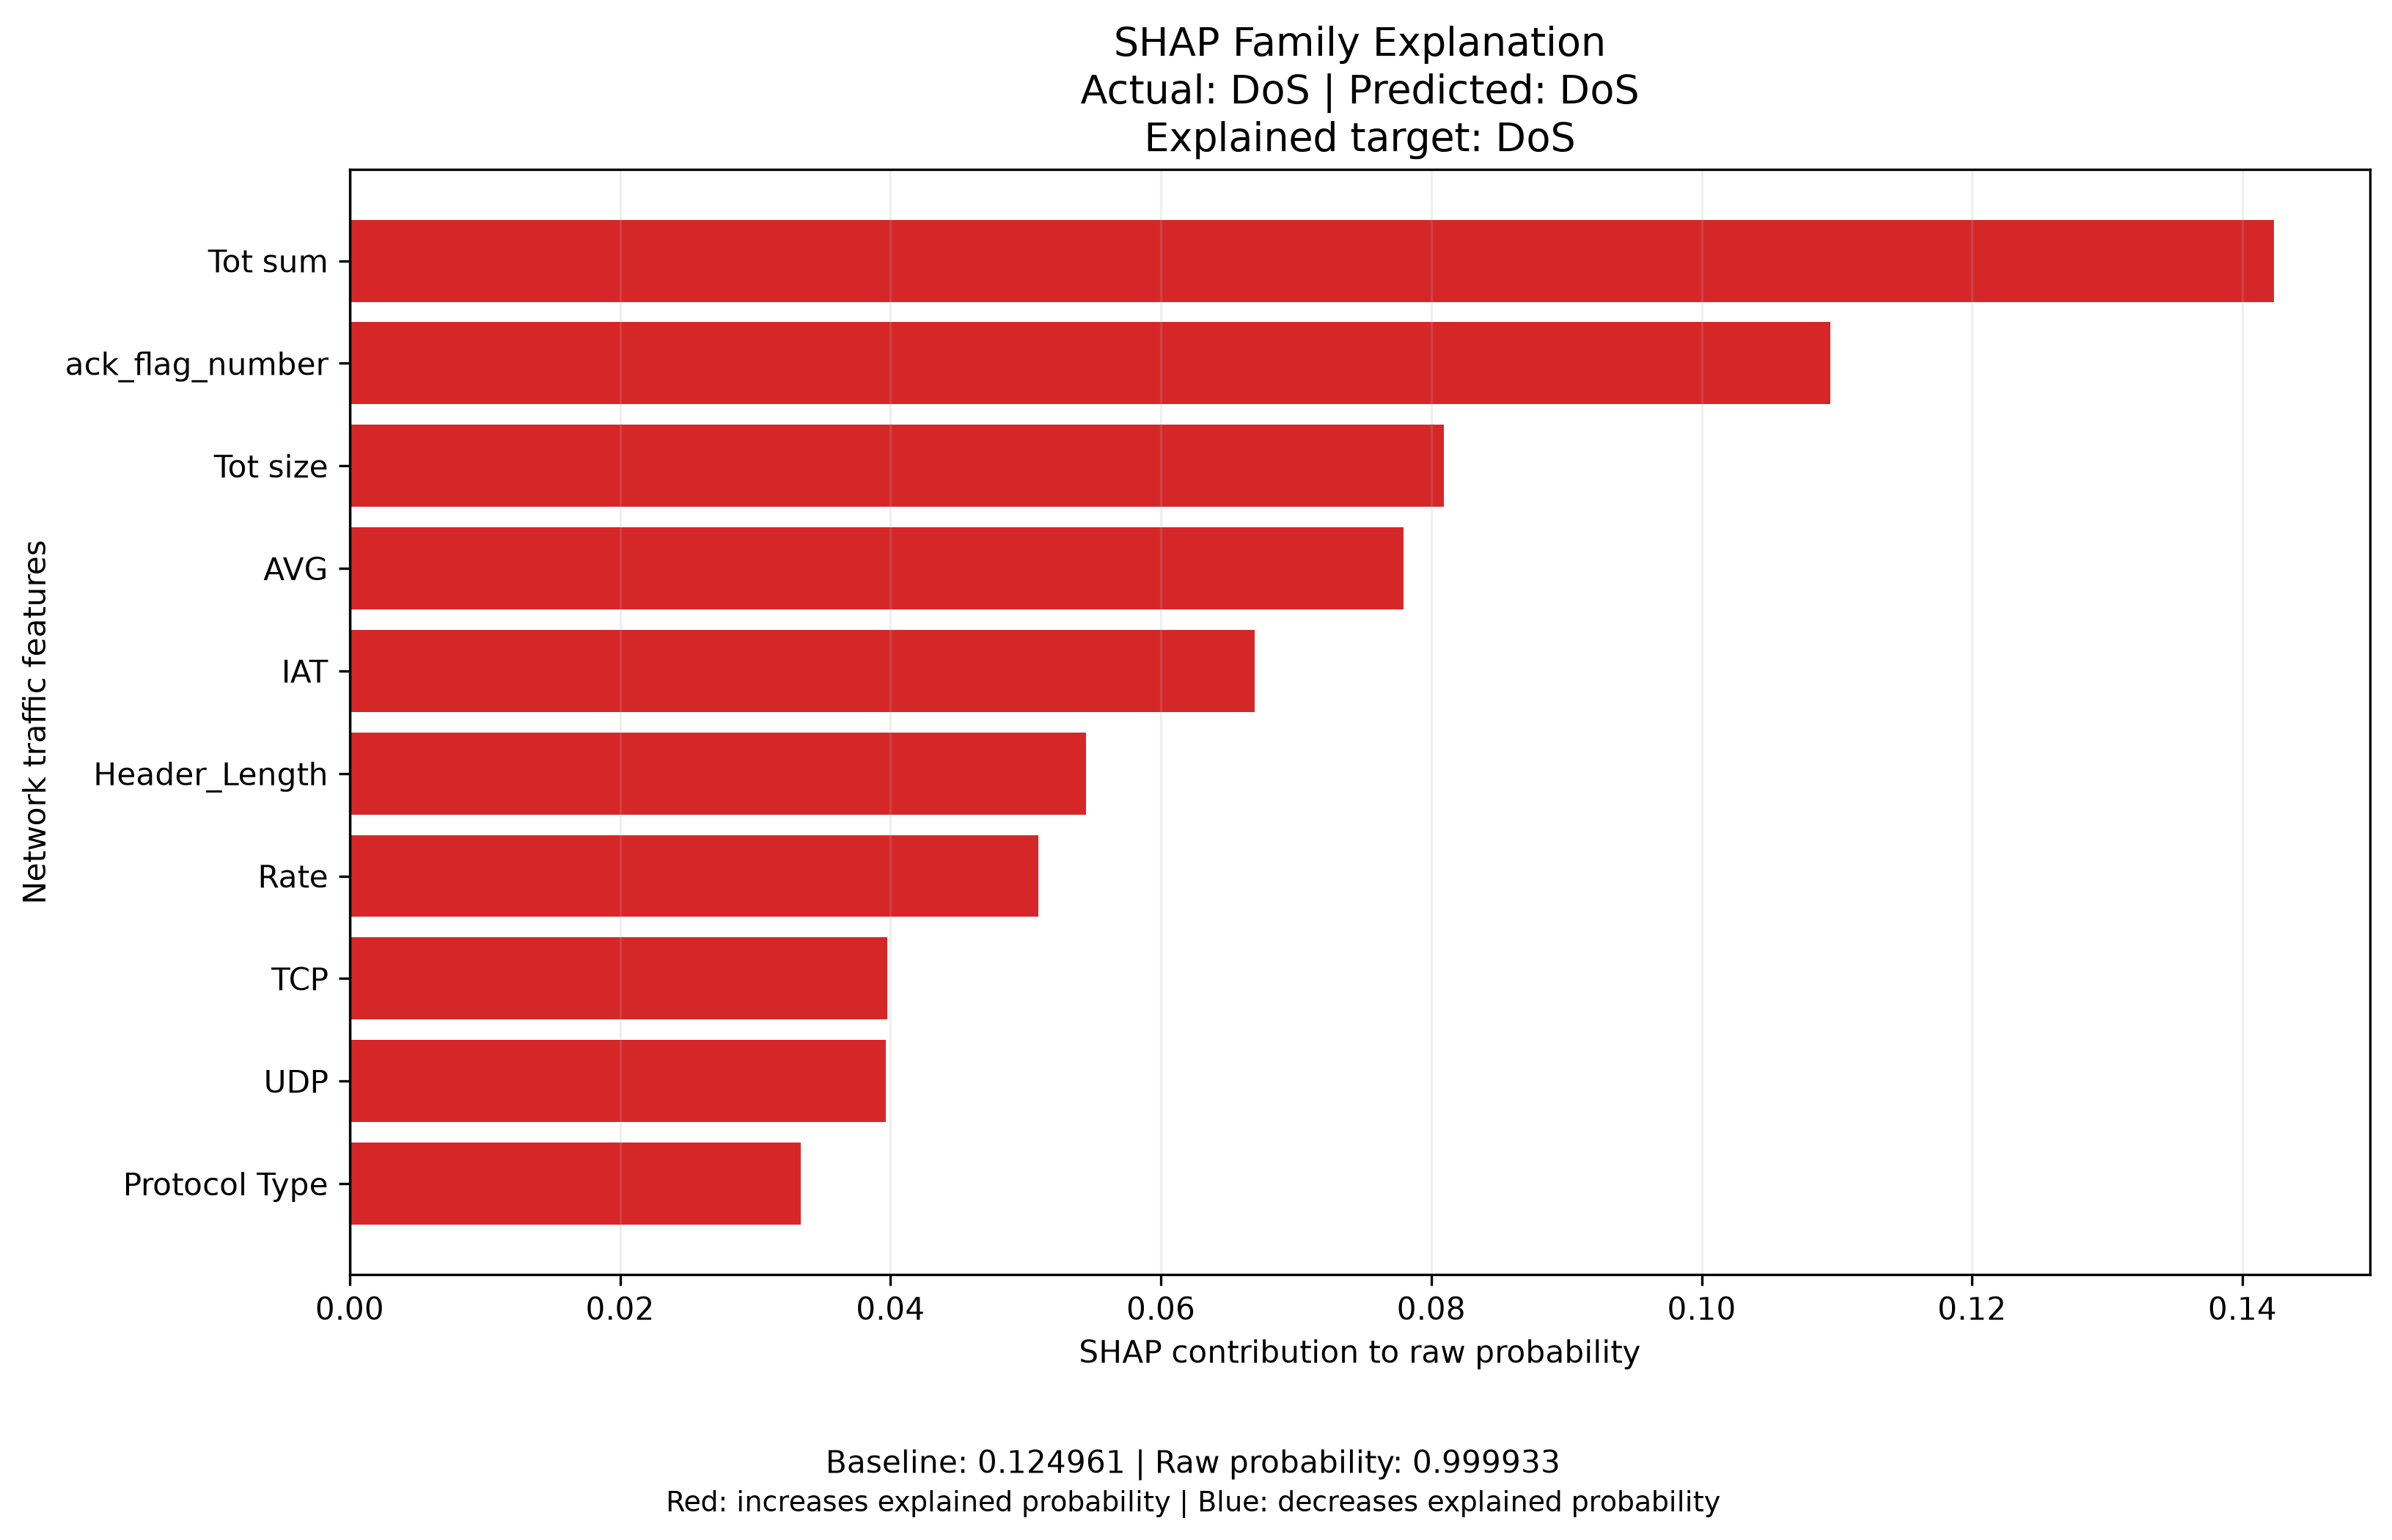 SHAP Family Explanation
Actual: DoS | Predicted: DoS
Explained target: DoS
Network traffic features
Tot sum
ack_flag_number
Tot size
AVG
IAT
Header_Length
Rate
TCP
UDP
Protocol Type
0.00 0.02 0.04 0.06 0.08 0.10 0.12 0.14
SHAP contribution to raw probability
Baseline: 0.124961 | Raw probability: 0.999933
Red: increases explained probability | Blue: decreases explained probability